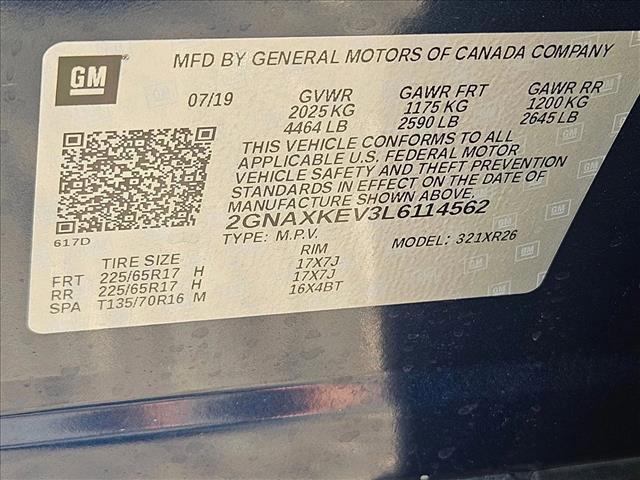 GM
MFD BY GENERAL MOTORS OF CANADA COMPANY
07/19 GVWR GAWR FRT GAWR RR
2025 KG 1175 KG 1200 KG
4464 LB 2590 LB 2645 LB
THIS VEHICLE CONFORMS TO ALL
APPLICABLE U.S. FEDERAL MOTOR
VEHICLE SAFETY AND THEFT PREVENTION
STANDARDS IN EFFECT ON THE DATE OF
MANUFACTURE SHOWN ABOVE.
2GNAXKEV3L6114562
617D
TYPE: M.P.V. MODEL: 321XR26
TIRE SIZE RIM
FRT 225/65R17 H 17X7J
RR 225/65R17 H 17X7J
SPA T135/70R16 M 16X4BT